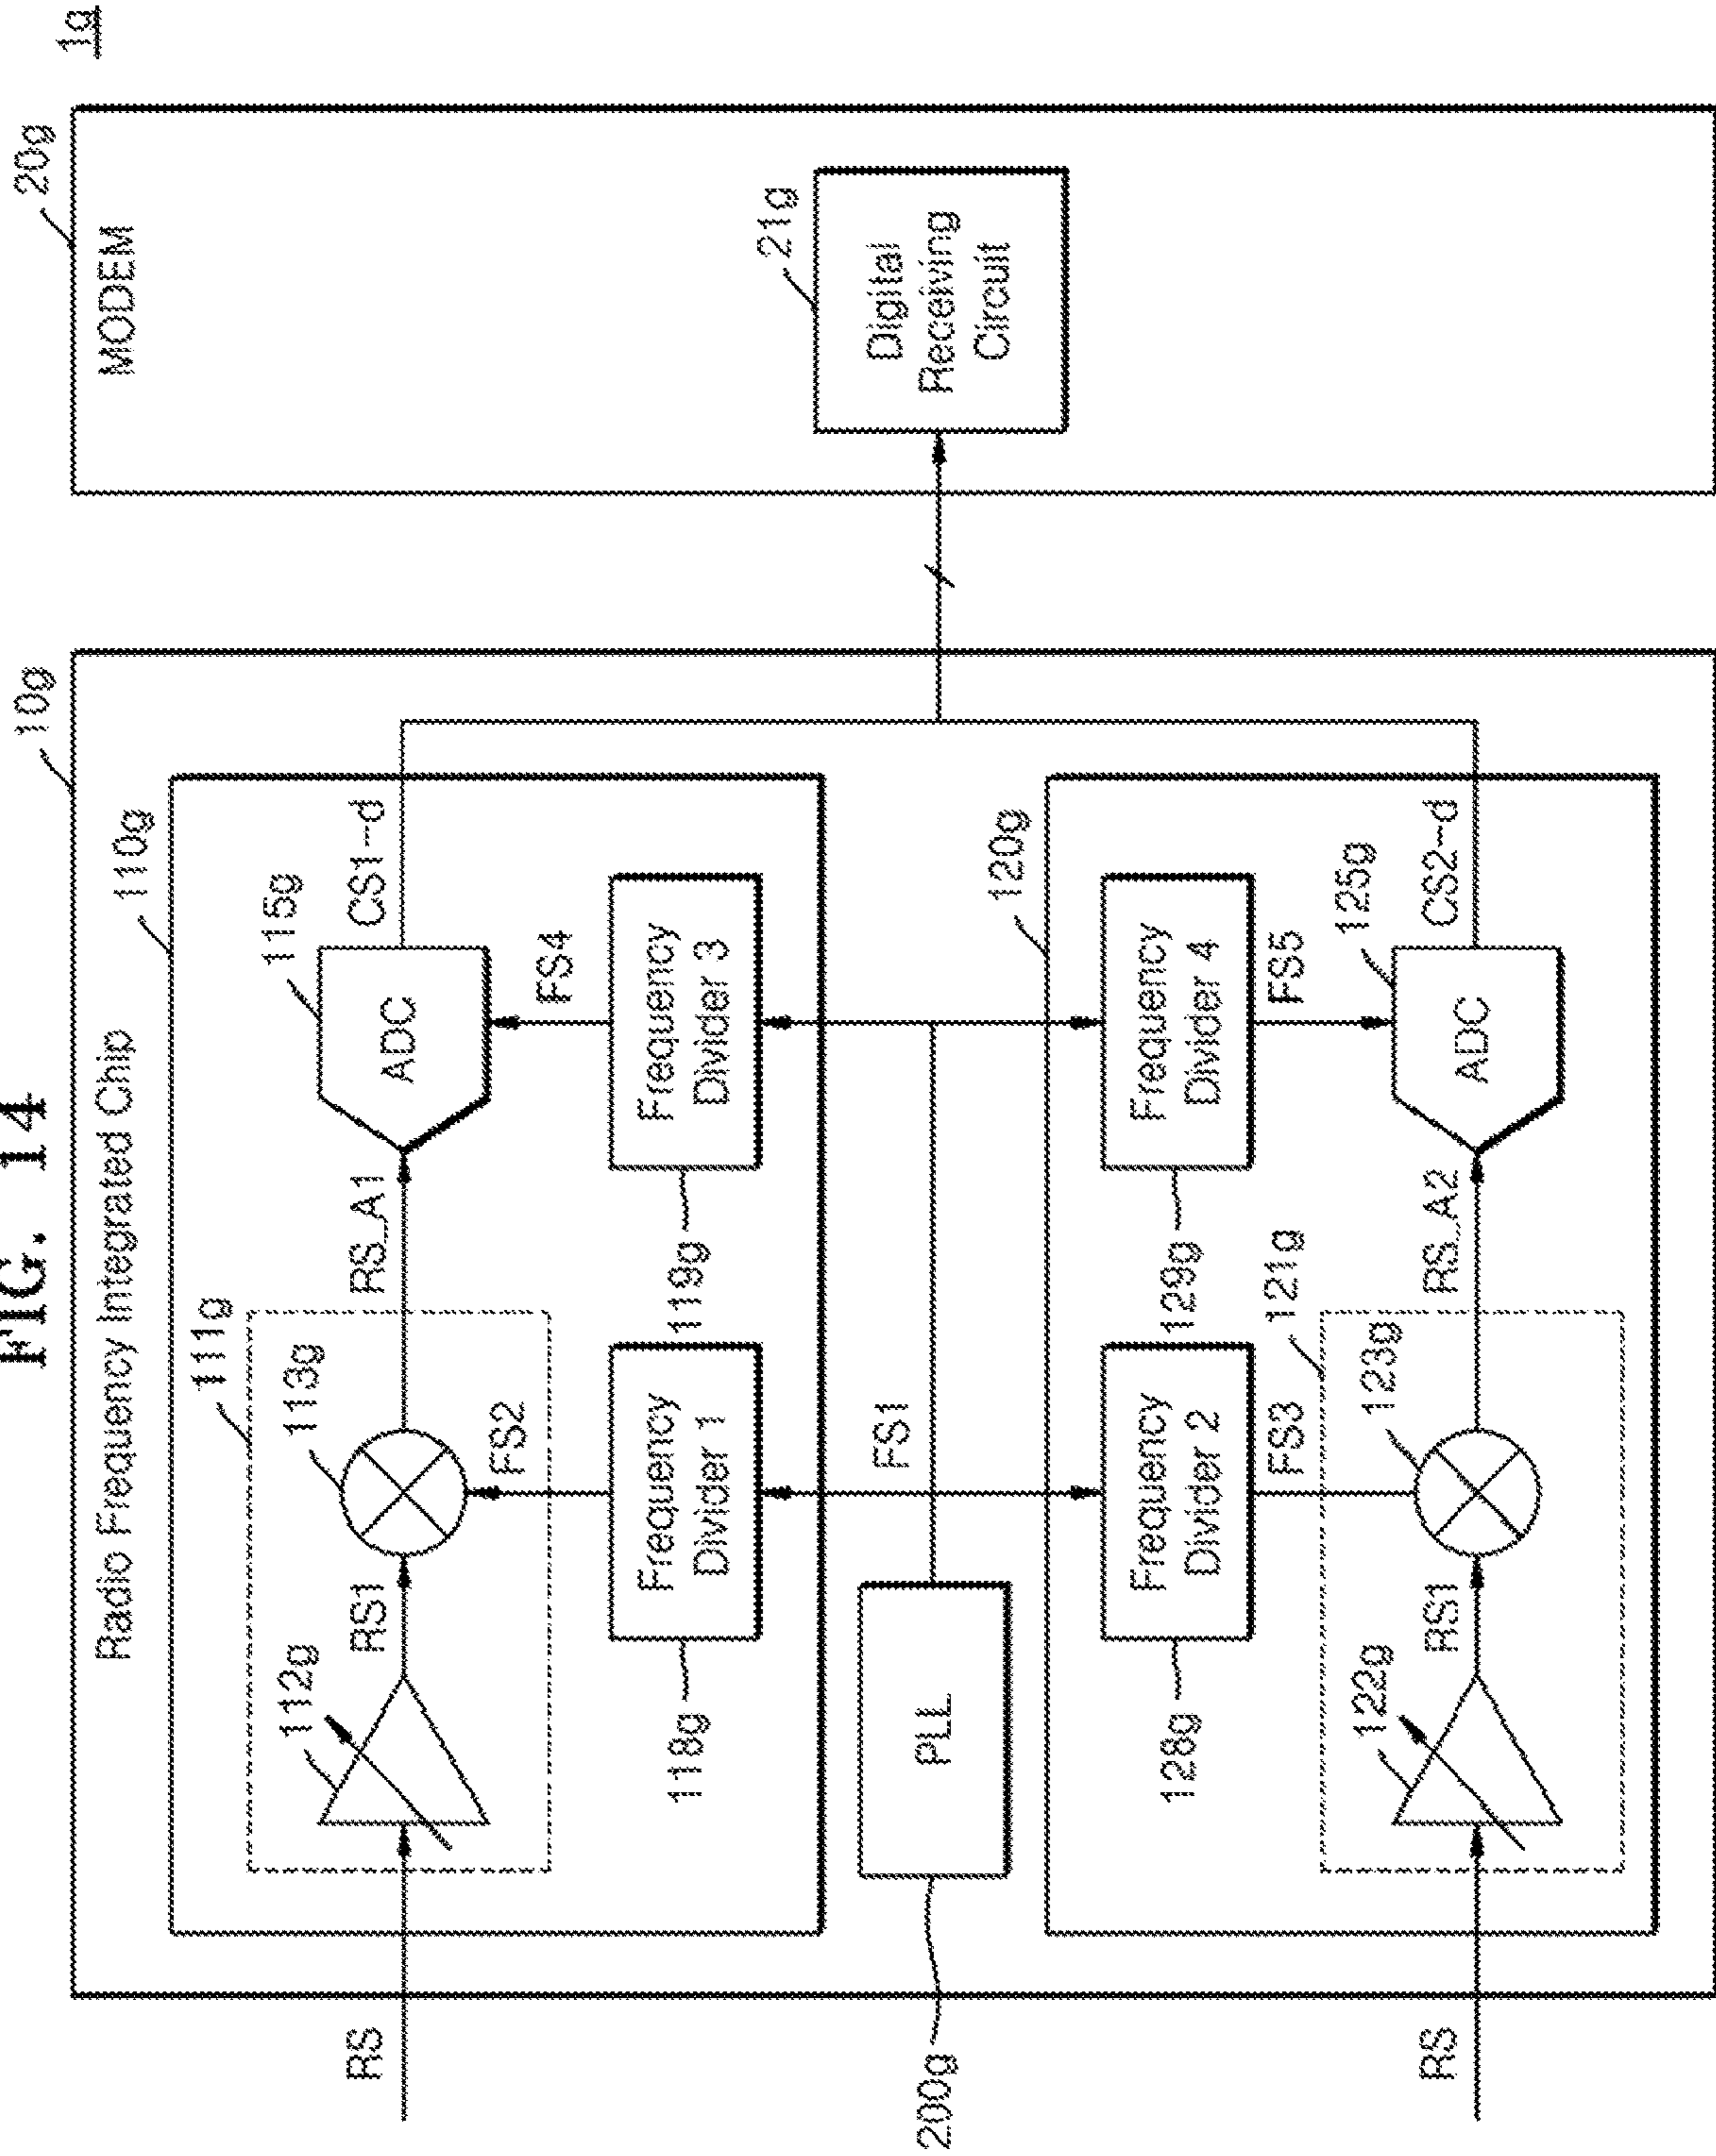 FIG. 14
1g
10g
20g
Radio Frequency Integrated Chip
MODEM
110g
111g
115g
113g
112g
CS1--d
RS
RS1
RS_A1
ADC
FS2
FS4
Frequency
Divider 1
Frequency
Divider 3
118g
119g
21g
Digital
Receiving
Circuit
FS1
PLL
200g
120g
Frequency
Divider 2
Frequency
Divider 4
128g
129g
FS3
121g
FS5
125g
123g
122g
CS2--d
RS
RS1
RS_A2
ADC